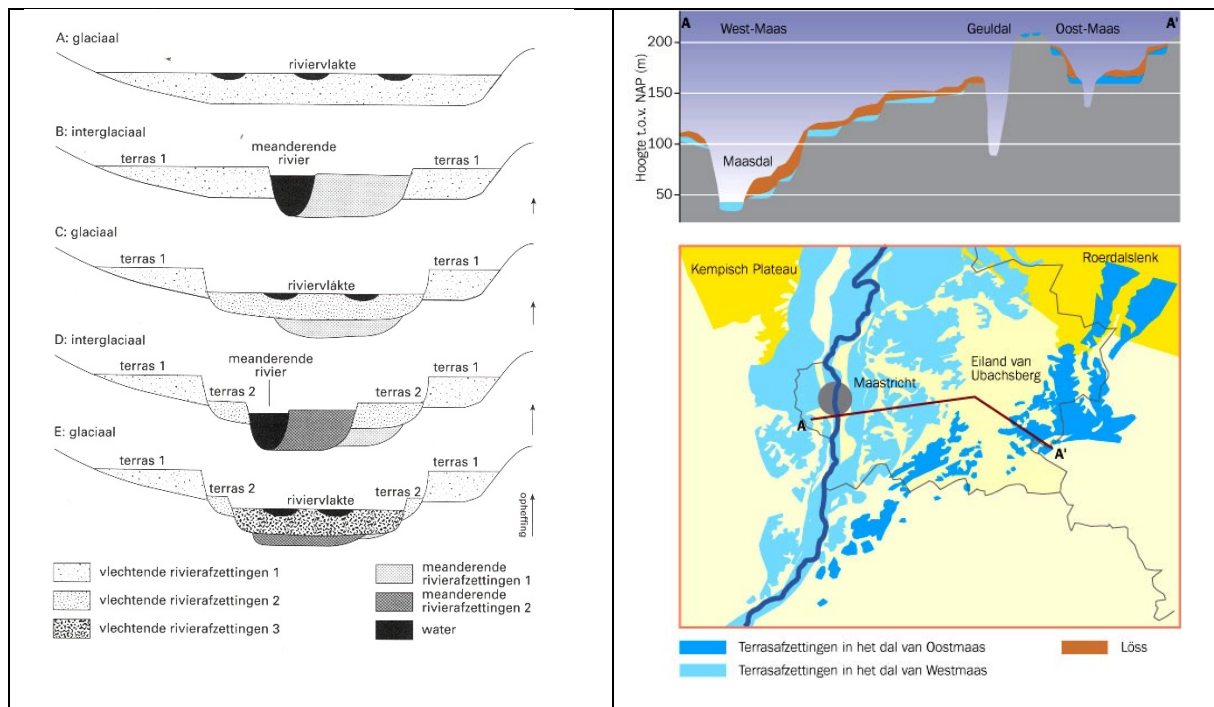 A: glaciaal
riviervlakte
B: interglaciaal
meanderende
rivier
terras 1
terras 1
C: glaciaal
terras 1
riviervlakte
terras 1
D: interglaciaal
meanderende
rivier
terras 1
terras 1
terras 2
terras 2
E: glaciaal
terras 1
terras 1
terras 2
riviervlakte
terras 2
opheffing
vlechtende rivierafzettingen 1
vlechtende rivierafzettingen 2
vlechtende rivierafzettingen 3
meanderende
rivierafzettingen 1
meanderende
rivierafzettingen 2
water
A
West-Maas
Geuldal
Oost-Maas
A'
Hoogte t.o.v. NAP (m)
200
150
100
50
Maasdal
Kempisch Plateau
Roerdalslenk
Eiland van
Ubachsberg
Maastricht
A
A'
Terrasafzettingen in het dal van Oostmaas
Löss
Terrasafzettingen in het dal van Westmaas